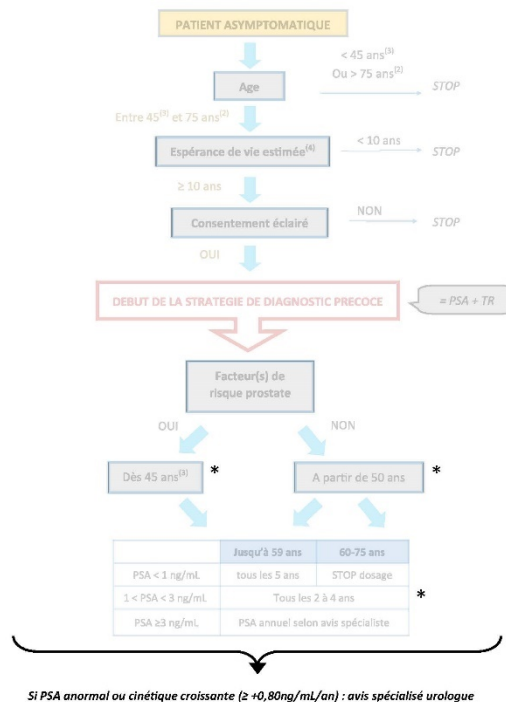 PATIENT ASYMPTOMATIQUE
< 45 ans(3)
Ou > 75 ans(2)
Age
STOP
Entre 45(3) et 75 ans(2)
Espérance de vie estimée(4)
< 10 ans
STOP
≥ 10 ans
Consentement éclairé
NON
STOP
OUI
DEBUT DE LA STRATEGIE DE DIAGNOSTIC PRECOCE
= PSA + TR
Facteur(s) de
risque prostate
OUI
NON
Dès 45 ans(3) *
A partir de 50 ans *
Jusqu'à 59 ans 60-75 ans
PSA < 1 ng/mL tous les 5 ans STOP dosage
1 < PSA < 3 ng/mL Tous les 2 à 4 ans *
PSA ≥3 ng/mL PSA annuel selon avis spécialiste
Si PSA anormal ou cinétique croissante (≥ +0,80ng/mL/an) : avis spécialisé urologue